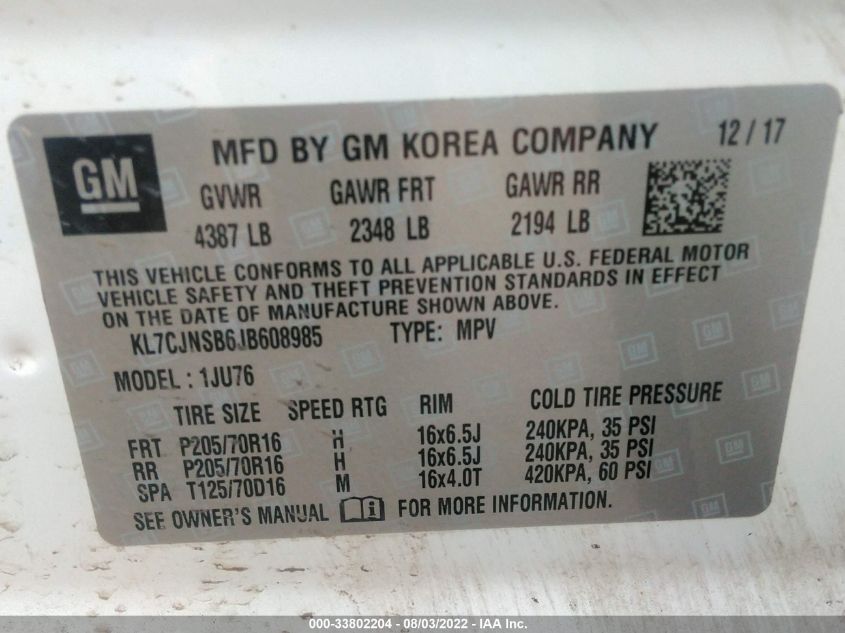 GM
MFD BY GM KOREA COMPANY 12/17
GVWR GAWR FRT GAWR RR
4387 LB 2348 LB 2194 LB
THIS VEHICLE CONFORMS TO ALL APPLICABLE U.S. FEDERAL MOTOR
VEHICLE SAFETY AND THEFT PREVENTION STANDARDS IN EFFECT
ON THE DATE OF MANUFACTURE SHOWN ABOVE.
KL7CJNSB6JB608985 TYPE: MPV
MODEL: 1JU76
TIRE SIZE SPEED RTG RIM COLD TIRE PRESSURE
FRT P205/70R16 H 16x6.5J 240KPA, 35 PSI
RR P205/70R16 H 16x6.5J 240KPA, 35 PSI
SPA T125/70D16 M 16x4.0T 420KPA, 60 PSI
SEE OWNER'S MANUAL i FOR MORE INFORMATION.
000-33802204 - 08/03/2022 - IAA Inc.